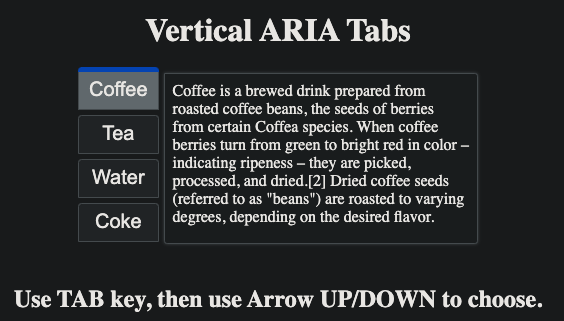 Vertical ARIA Tabs
Coffee
Tea
Water
Coke
Coffee is a brewed drink prepared from
roasted coffee beans, the seeds of berries
from certain Coffea species. When coffee
berries turn from green to bright red in color –
indicating ripeness – they are picked,
processed, and dried.[2] Dried coffee seeds
(referred to as "beans") are roasted to varying
degrees, depending on the desired flavor.
Use TAB key, then use Arrow UP/DOWN to choose.